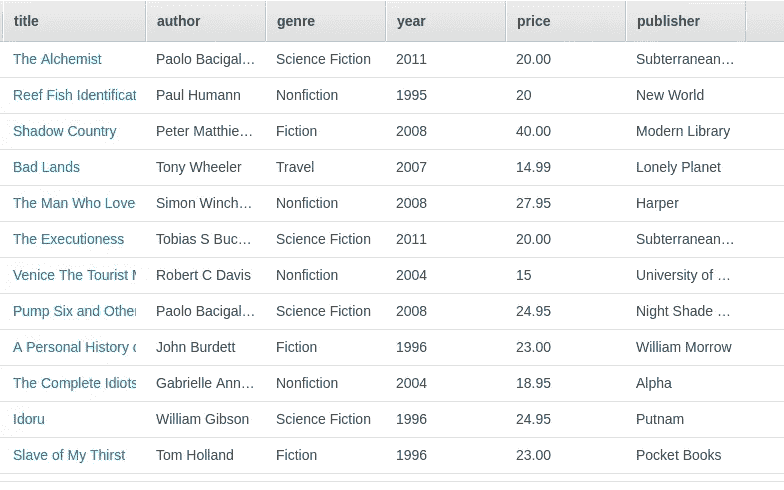 title author genre year price publisher
The Alchemist Paolo Bacigal... Science Fiction 2011 20.00 Subterranean...
Reef Fish Identificat Paul Humann Nonfiction 1995 20 New World
Shadow Country Peter Matthie... Fiction 2008 40.00 Modern Library
Bad Lands Tony Wheeler Travel 2007 14.99 Lonely Planet
The Man Who Love Simon Winch... Nonfiction 2008 27.95 Harper
The Executioness Tobias S Buc... Science Fiction 2011 20.00 Subterranean...
Venice The Tourist M Robert C Davis Nonfiction 2004 15 University of ...
Pump Six and Other Paolo Bacigal... Science Fiction 2008 24.95 Night Shade ...
A Personal History o John Burdett Fiction 1996 23.00 William Morrow
The Complete Idiots Gabrielle Ann... Nonfiction 2004 18.95 Alpha
Idoru William Gibson Science Fiction 1996 24.95 Putnam
Slave of My Thirst Tom Holland Fiction 1996 23.00 Pocket Books